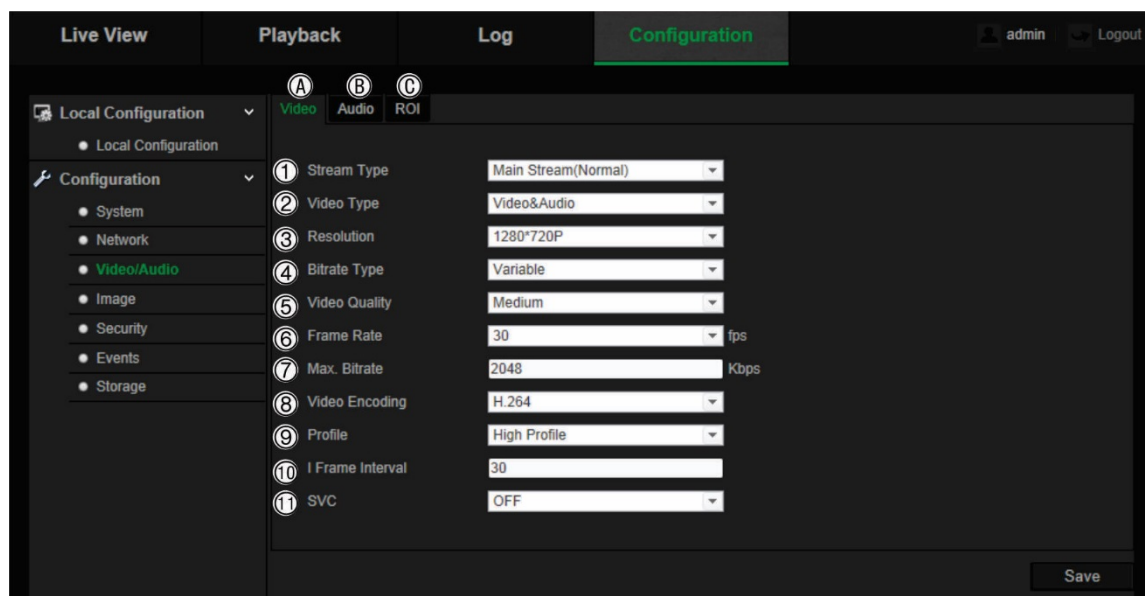 Live View Playback Log Configuration admin Logout
Ⓐ Ⓑ Ⓒ
Video Audio ROI
Local Configuration
Local Configuration
Configuration
System
Network
Video/Audio
Image
Security
Events
Storage
① Stream Type Main Stream(Normal)
② Video Type Video&Audio
③ Resolution 1280*720P
④ Bitrate Type Variable
⑤ Video Quality Medium
⑥ Frame Rate 30 fps
⑦ Max. Bitrate 2048 Kbps
⑧ Video Encoding H.264
⑨ Profile High Profile
⑩ I Frame Interval 30
⑪ SVC OFF
Save